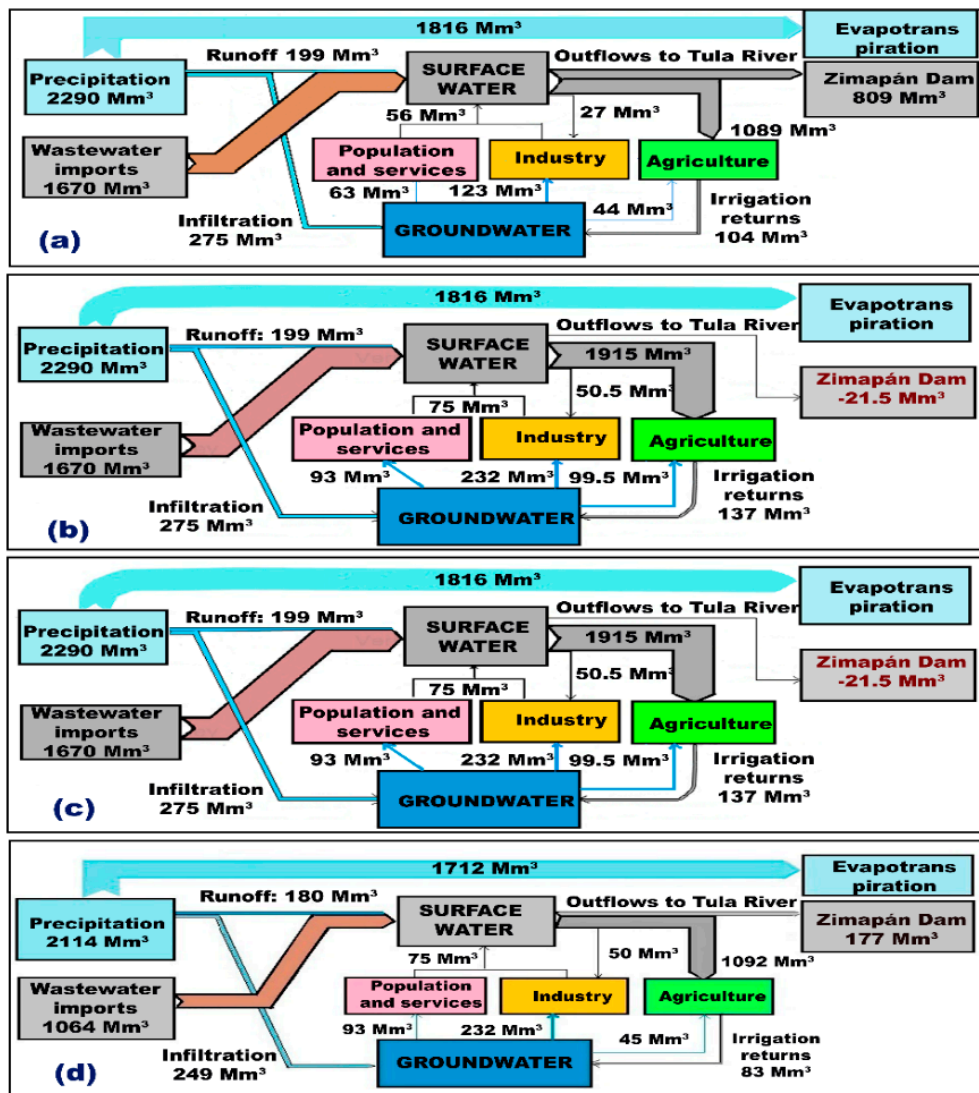 1816 Mm³
Evapotrans
piration
Runoff 199 Mm³
Outflows to Tula River
Precipitation
2290 Mm³
SURFACE
WATER
Zimapán Dam
809 Mm³
56 Mm³
27 Mm³
1089 Mm³
Wastewater
imports
1670 Mm³
Population
and services
Industry
Agriculture
63 Mm³
123 Mm³
44 Mm³
Infiltration
275 Mm³
GROUNDWATER
Irrigation
returns
104 Mm³
(a)
1816 Mm³
Evapotrans
piration
Runoff: 199 Mm³
Outflows to Tula River
Precipitation
2290 Mm³
SURFACE
WATER
1915 Mm³
Zimapán Dam
-21.5 Mm³
75 Mm³
50.5 Mm³
Wastewater
imports
1670 Mm³
Population and
services
Industry
Agriculture
93 Mm³
232 Mm³
99.5 Mm³
Infiltration
275 Mm³
GROUNDWATER
Irrigation
returns
137 Mm³
(b)
1816 Mm³
Evapotrans
piration
Runoff: 199 Mm³
Outflows to Tula River
Precipitation
2290 Mm³
SURFACE
WATER
1915 Mm³
Zimapán Dam
-21.5 Mm³
75 Mm³
50.5 Mm³
Wastewater
imports
1670 Mm³
Population and
services
Industry
Agriculture
93 Mm³
232 Mm³
99.5 Mm³
Infiltration
275 Mm³
GROUNDWATER
Irrigation
returns
137 Mm³
(c)
1712 Mm³
Evapotrans
piration
Runoff: 180 Mm³
Outflows to Tula River
Precipitation
2114 Mm³
SURFACE
WATER
Zimapán Dam
177 Mm³
75 Mm³
50 Mm³
1092 Mm³
Wastewater
imports
1064 Mm³
Population
and services
Industry
Agriculture
93 Mm³
232 Mm³
45 Mm³
Infiltration
249 Mm³
GROUNDWATER
Irrigation
returns
83 Mm³
(d)